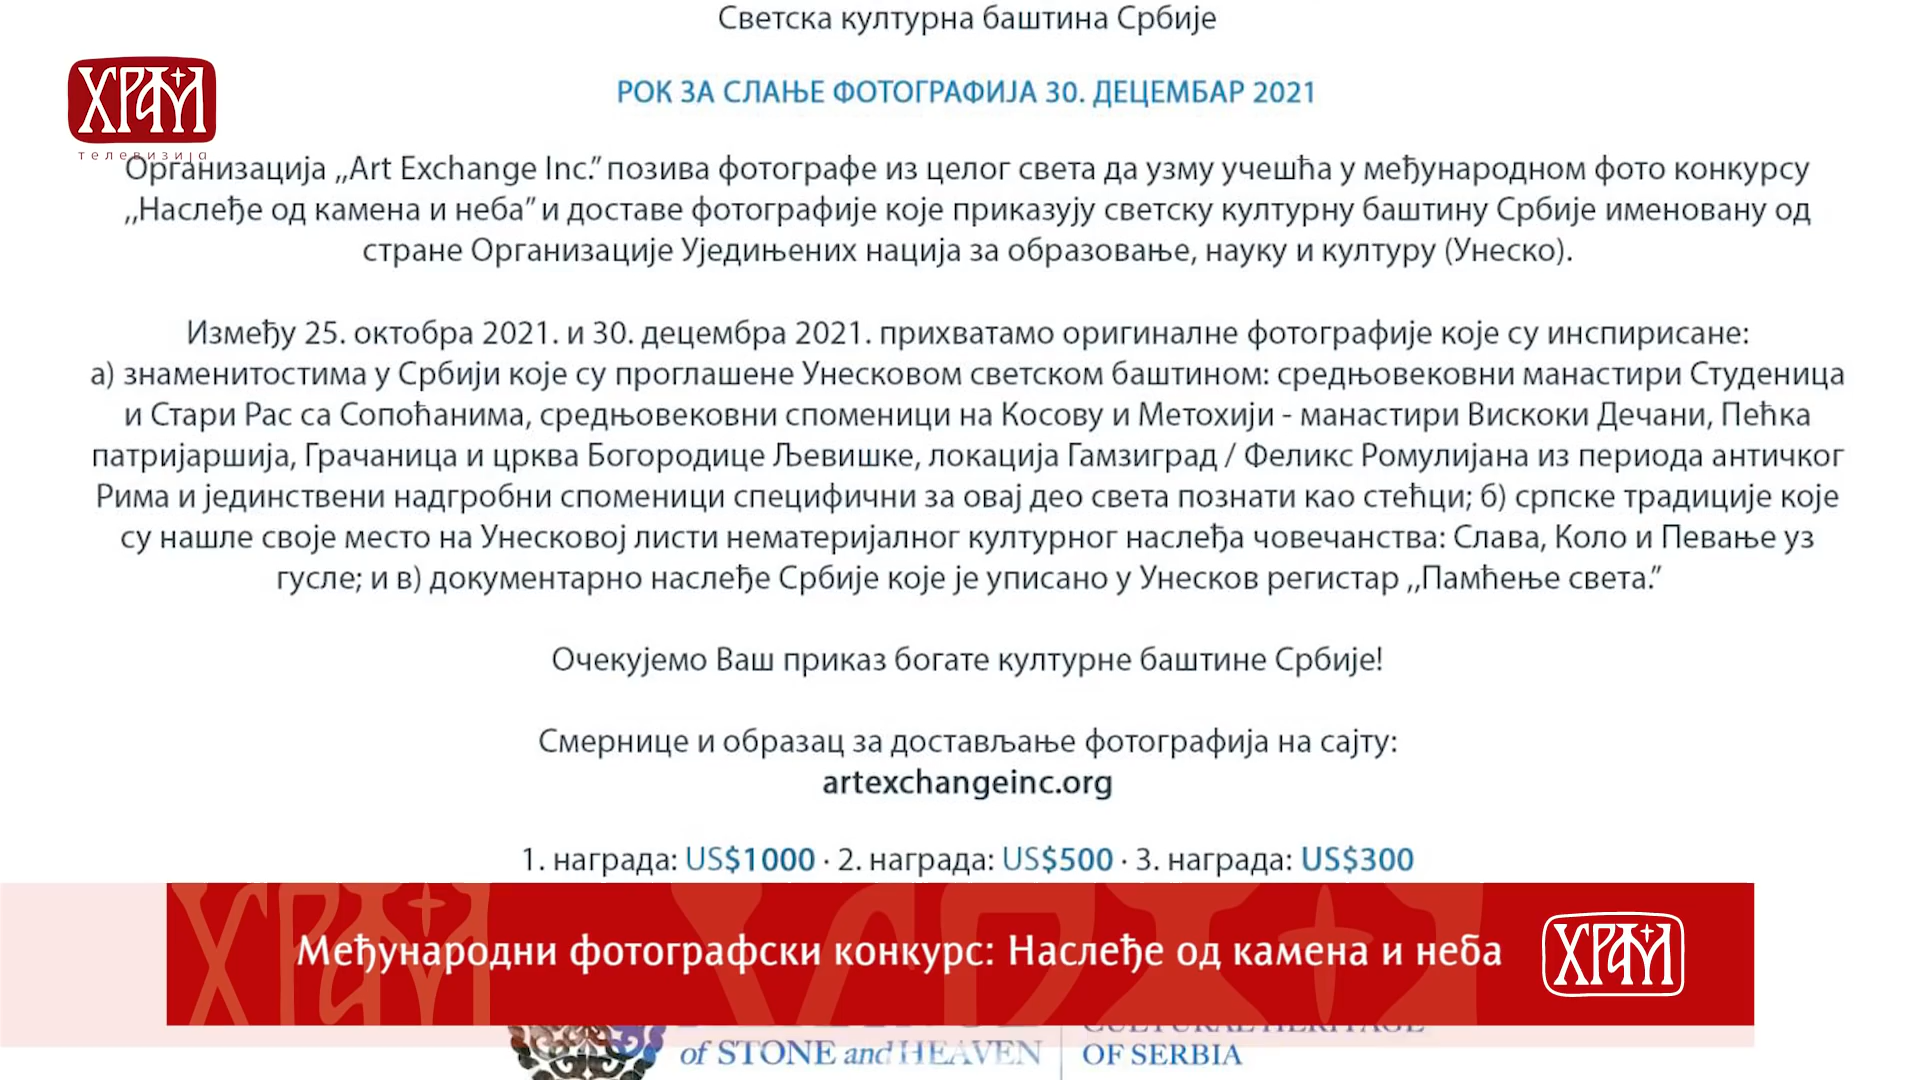 Светска културна баштина Србије
РОК ЗА СЛАЊЕ ФОТОГРАФИЈА 30. ДЕЦЕМБАР 2021
ХРАМ
телевизија
Организација ,,Art Exchange Inc.” позива фотографе из целог света да узму учешћа у међународном фото конкурсу
,,Наслеђе од камена и неба” и доставе фотографије које приказују светску културну баштину Србије именовану од
стране Организације Уједињених нација за образовање, науку и културу (Унеско).
Између 25. октобра 2021. и 30. децембра 2021. прихватамо оригиналне фотографије које су инспирисане:
а) знаменитостима у Србији које су проглашене Унесковом светском баштином: средњовековни манастири Студеница
и Стари Рас са Сопоћанима, средњовековни споменици на Косову и Метохији - манастири Вискоки Дечани, Пећка
патријаршија, Грачаница и црква Богородице Љевишке, локација Гамзиград / Феликс Ромулијана из периода античког
Рима и јединствени надгробни споменици специфични за овај део света познати као стећци; б) српске традиције које
су нашле своје место на Унесковој листи нематеријалног културног наслеђа човечанства: Слава, Коло и Певање уз
гусле; и в) документарно наслеђе Србије које је уписано у Унесков регистар ,,Памћење света.”
Очекујемо Ваш приказ богате културне баштине Србије!
Смернице и образац за достављање фотографија на сајту:
artexchangeinc.org
1. награда: US$1000 · 2. награда: US$500 · 3. награда: US$300
Међународни фотографски конкурс: Наслеђе од камена и неба
ХРАМ
CULTURAL HERITAGE
of STONE and HEAVEN
OF SERBIA